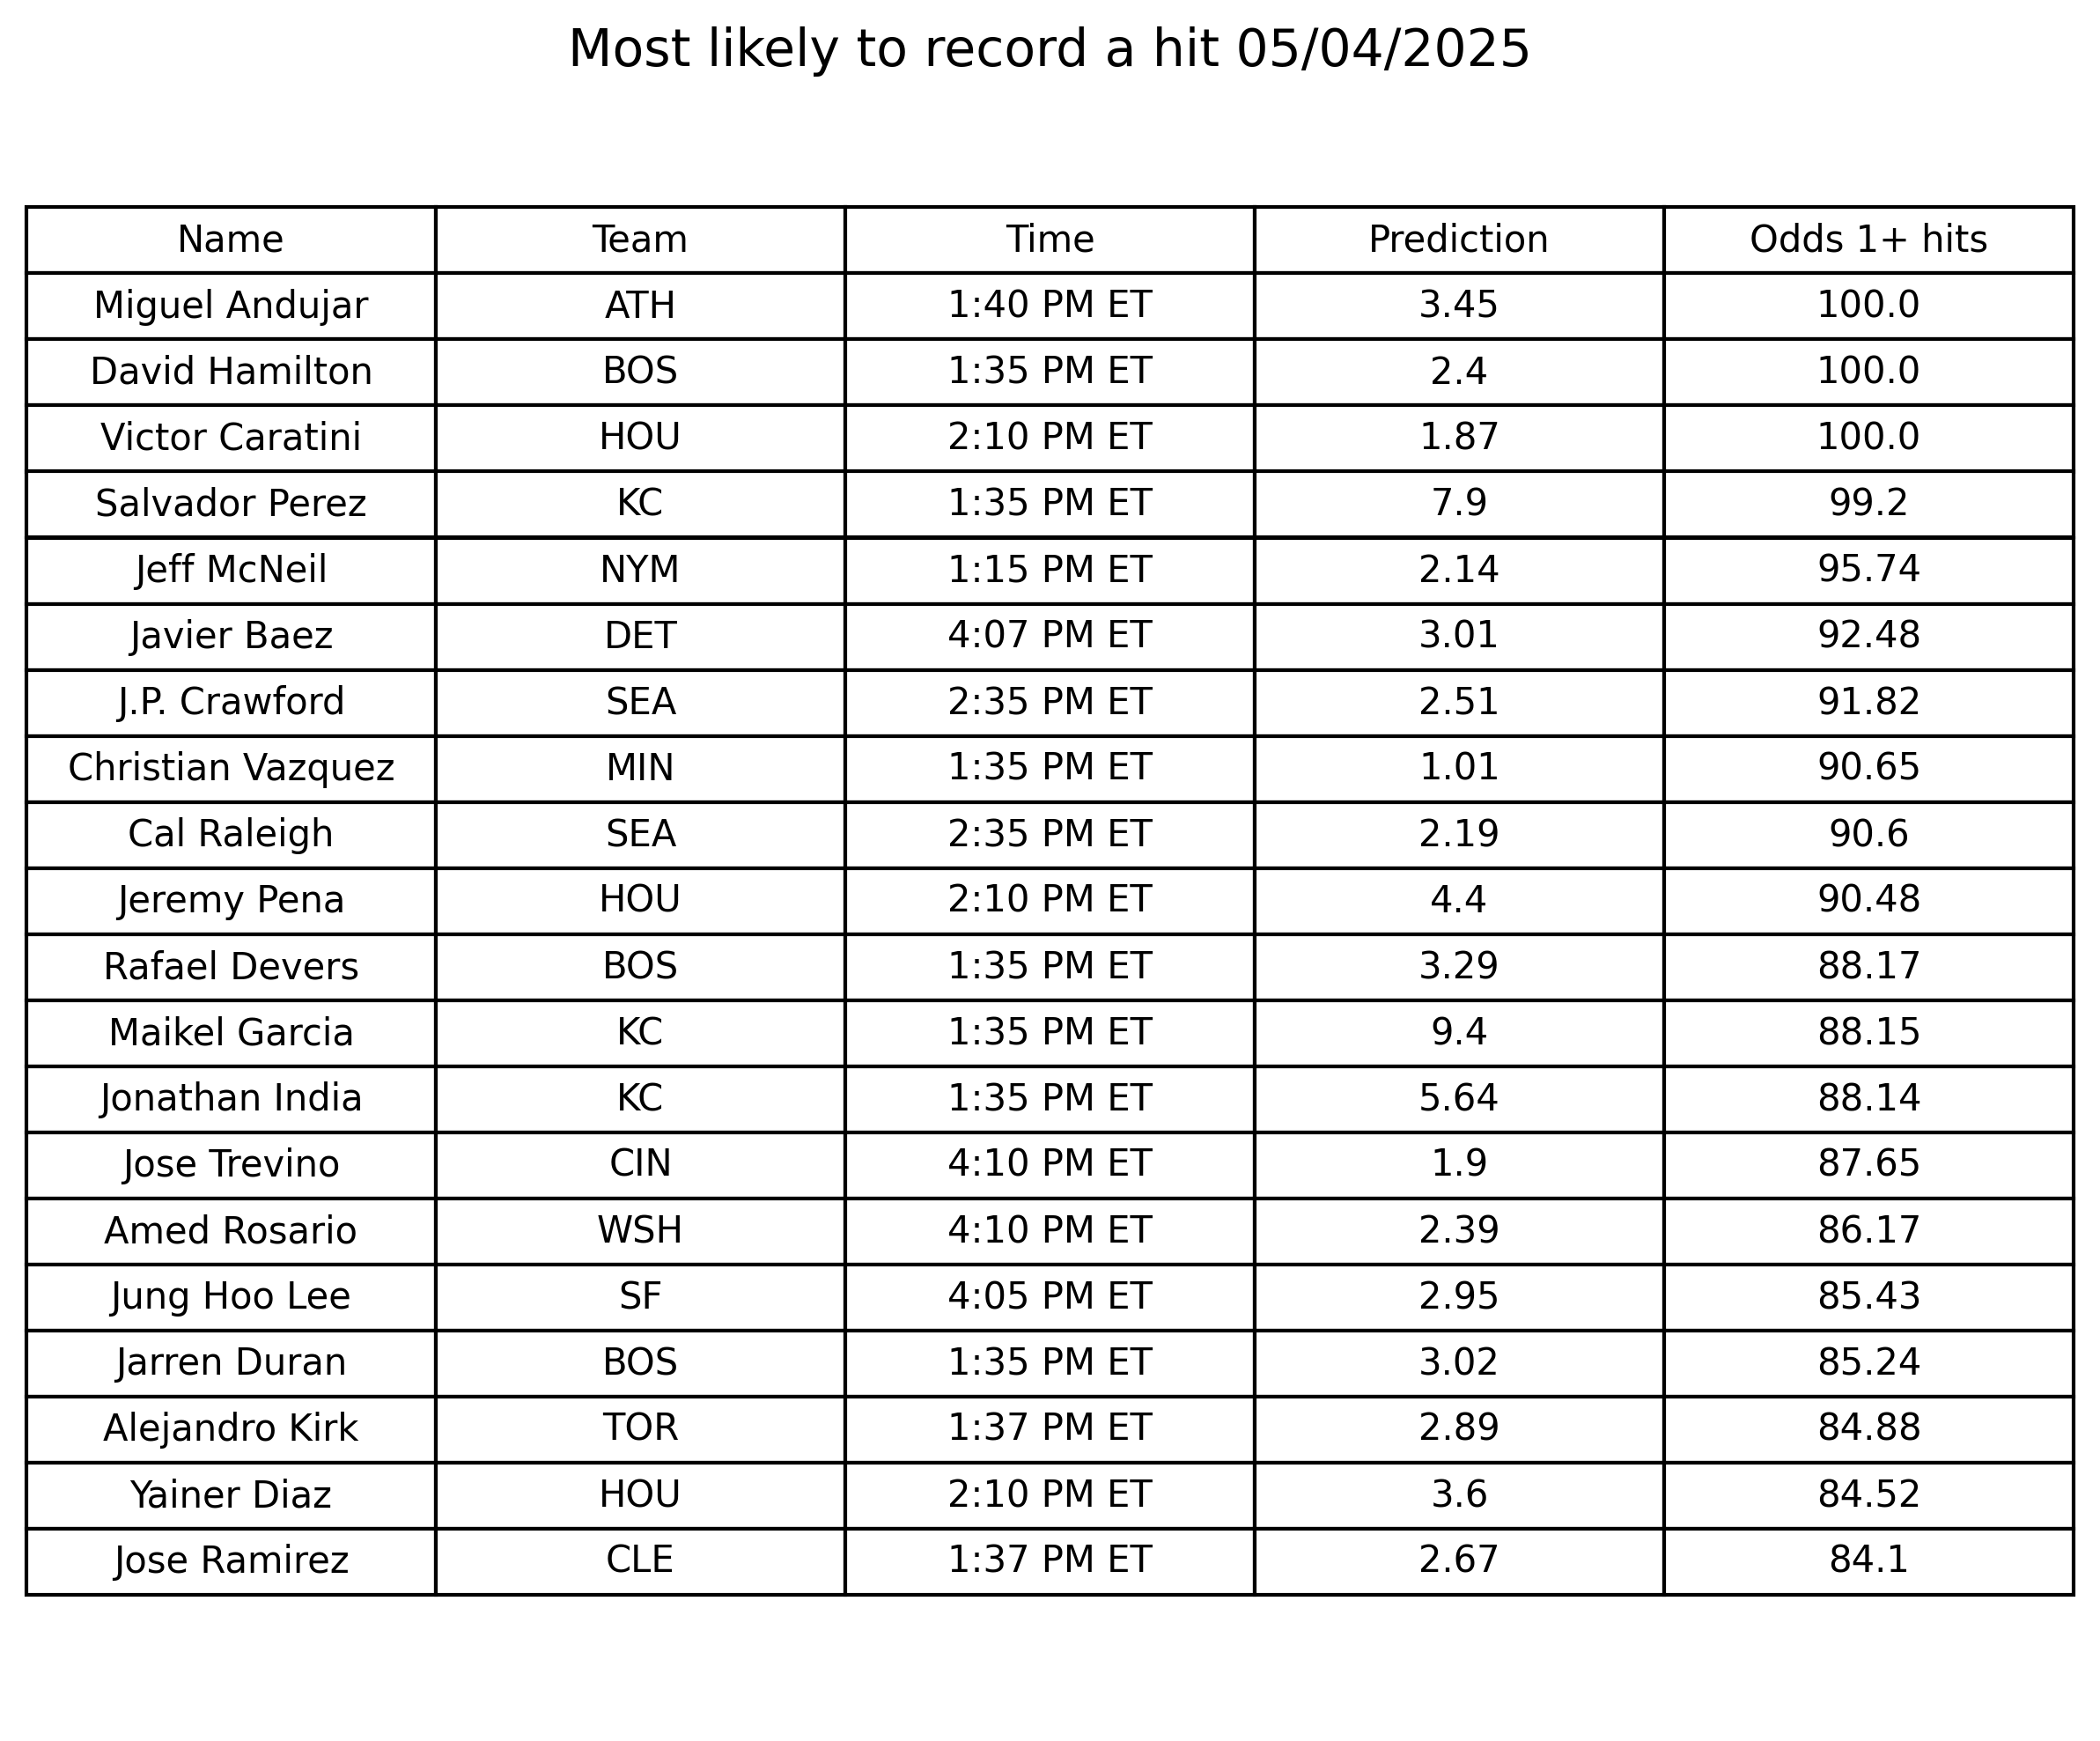 Most likely to record a hit 05/04/2025
Name Team Time Prediction Odds 1+ hits
Miguel Andujar ATH 1:40 PM ET 3.45 100.0
David Hamilton BOS 1:35 PM ET 2.4 100.0
Victor Caratini HOU 2:10 PM ET 1.87 100.0
Salvador Perez KC 1:35 PM ET 7.9 99.2
Jeff McNeil NYM 1:15 PM ET 2.14 95.74
Javier Baez DET 4:07 PM ET 3.01 92.48
J.P. Crawford SEA 2:35 PM ET 2.51 91.82
Christian Vazquez MIN 1:35 PM ET 1.01 90.65
Cal Raleigh SEA 2:35 PM ET 2.19 90.6
Jeremy Pena HOU 2:10 PM ET 4.4 90.48
Rafael Devers BOS 1:35 PM ET 3.29 88.17
Maikel Garcia KC 1:35 PM ET 9.4 88.15
Jonathan India KC 1:35 PM ET 5.64 88.14
Jose Trevino CIN 4:10 PM ET 1.9 87.65
Amed Rosario WSH 4:10 PM ET 2.39 86.17
Jung Hoo Lee SF 4:05 PM ET 2.95 85.43
Jarren Duran BOS 1:35 PM ET 3.02 85.24
Alejandro Kirk TOR 1:37 PM ET 2.89 84.88
Yainer Diaz HOU 2:10 PM ET 3.6 84.52
Jose Ramirez CLE 1:37 PM ET 2.67 84.1